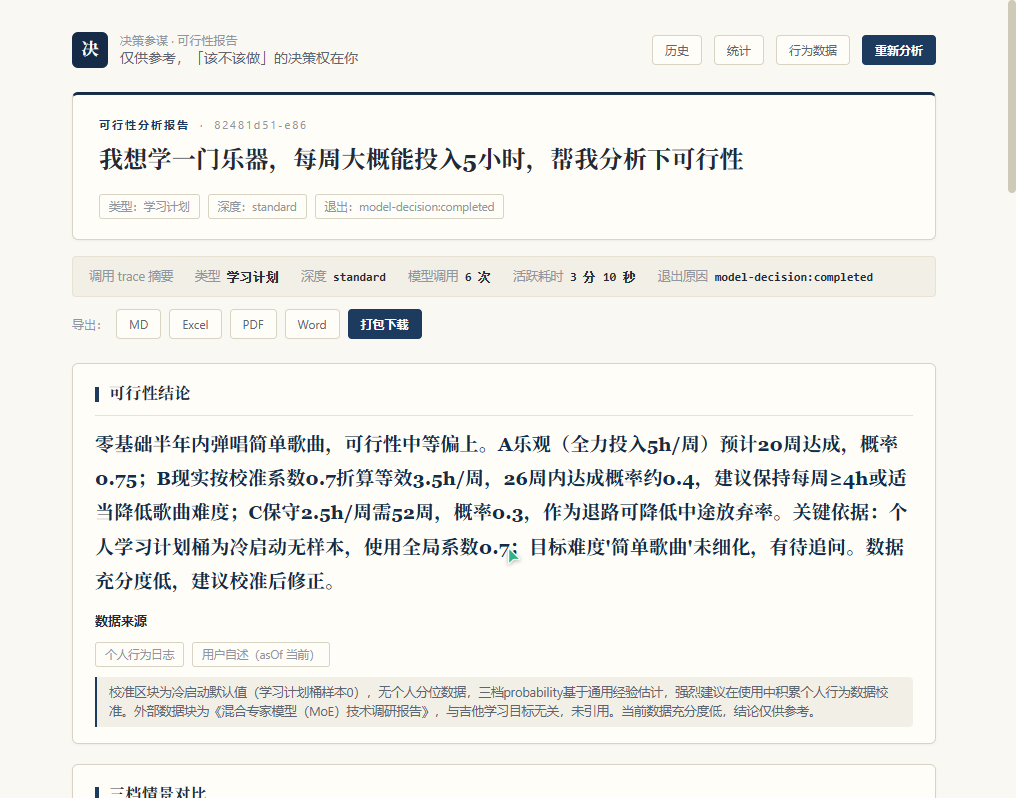 决
决策参谋 · 可行性报告
仅供参考，「该不该做」的决策权在你
历史
统计
行为数据
重新分析
可行性分析报告 · 82481d51-e86
我想学一门乐器，每周大概能投入5小时，帮我分析下可行性
类型：学习计划
深度：standard
退出：model-decision:completed
调用 trace 摘要 类型 学习计划 深度 standard 模型调用 6 次 活跃耗时 3 分 10 秒 退出原因 model-decision:completed
导出：
MD
Excel
PDF
Word
打包下载
可行性结论
零基础半年内弹唱简单歌曲，可行性中等偏上。A乐观（全力投入5h/周）预计20周达成，概率
0.75；B现实按校准系数0.7折算等效3.5h/周，26周内达成概率约0.4，建议保持每周≥4h或适
当降低歌曲难度；C保守2.5h/周需52周，概率0.3，作为退路可降低中途放弃率。关键依据：个
人学习计划桶为冷启动无样本，使用全局系数0.7；目标难度'简单歌曲'未细化，有待追问。数据
充分度低，建议校准后修正。
数据来源
个人行为日志
用户自述（asOf 当前）
校准区块为冷启动默认值（学习计划桶样本0），无个人分位数据，三档probability基于通用经验估计，强烈建议在使用中积累个人行为数据校
准。外部数据块为《混合专家模型（MoE）技术调研报告》，与吉他学习目标无关，未引用。当前数据充分度低，结论仅供参考。
三档情景对比